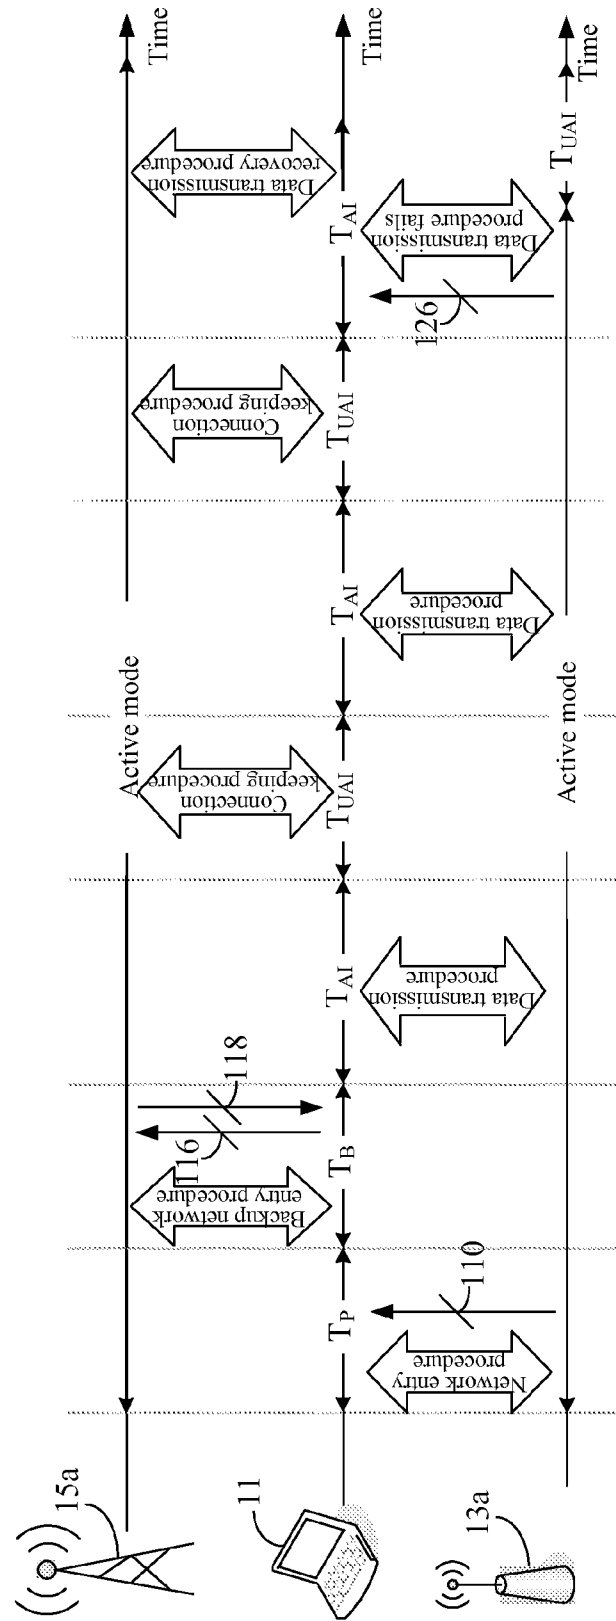 15a
Active mode
Time
Backup network
entry procedure
116
118
Connection
keeping procedure
Connection
keeping procedure
Data transmission
recovery procedure
11
TP
TB
TAI
TUAI
TAI
TUAI
TAI
Time
Network entry
procedure
110
Data transmission
procedure
Data transmission
procedure
126
Data transmission
procedure fails
13a
Active mode
TUAI
Time